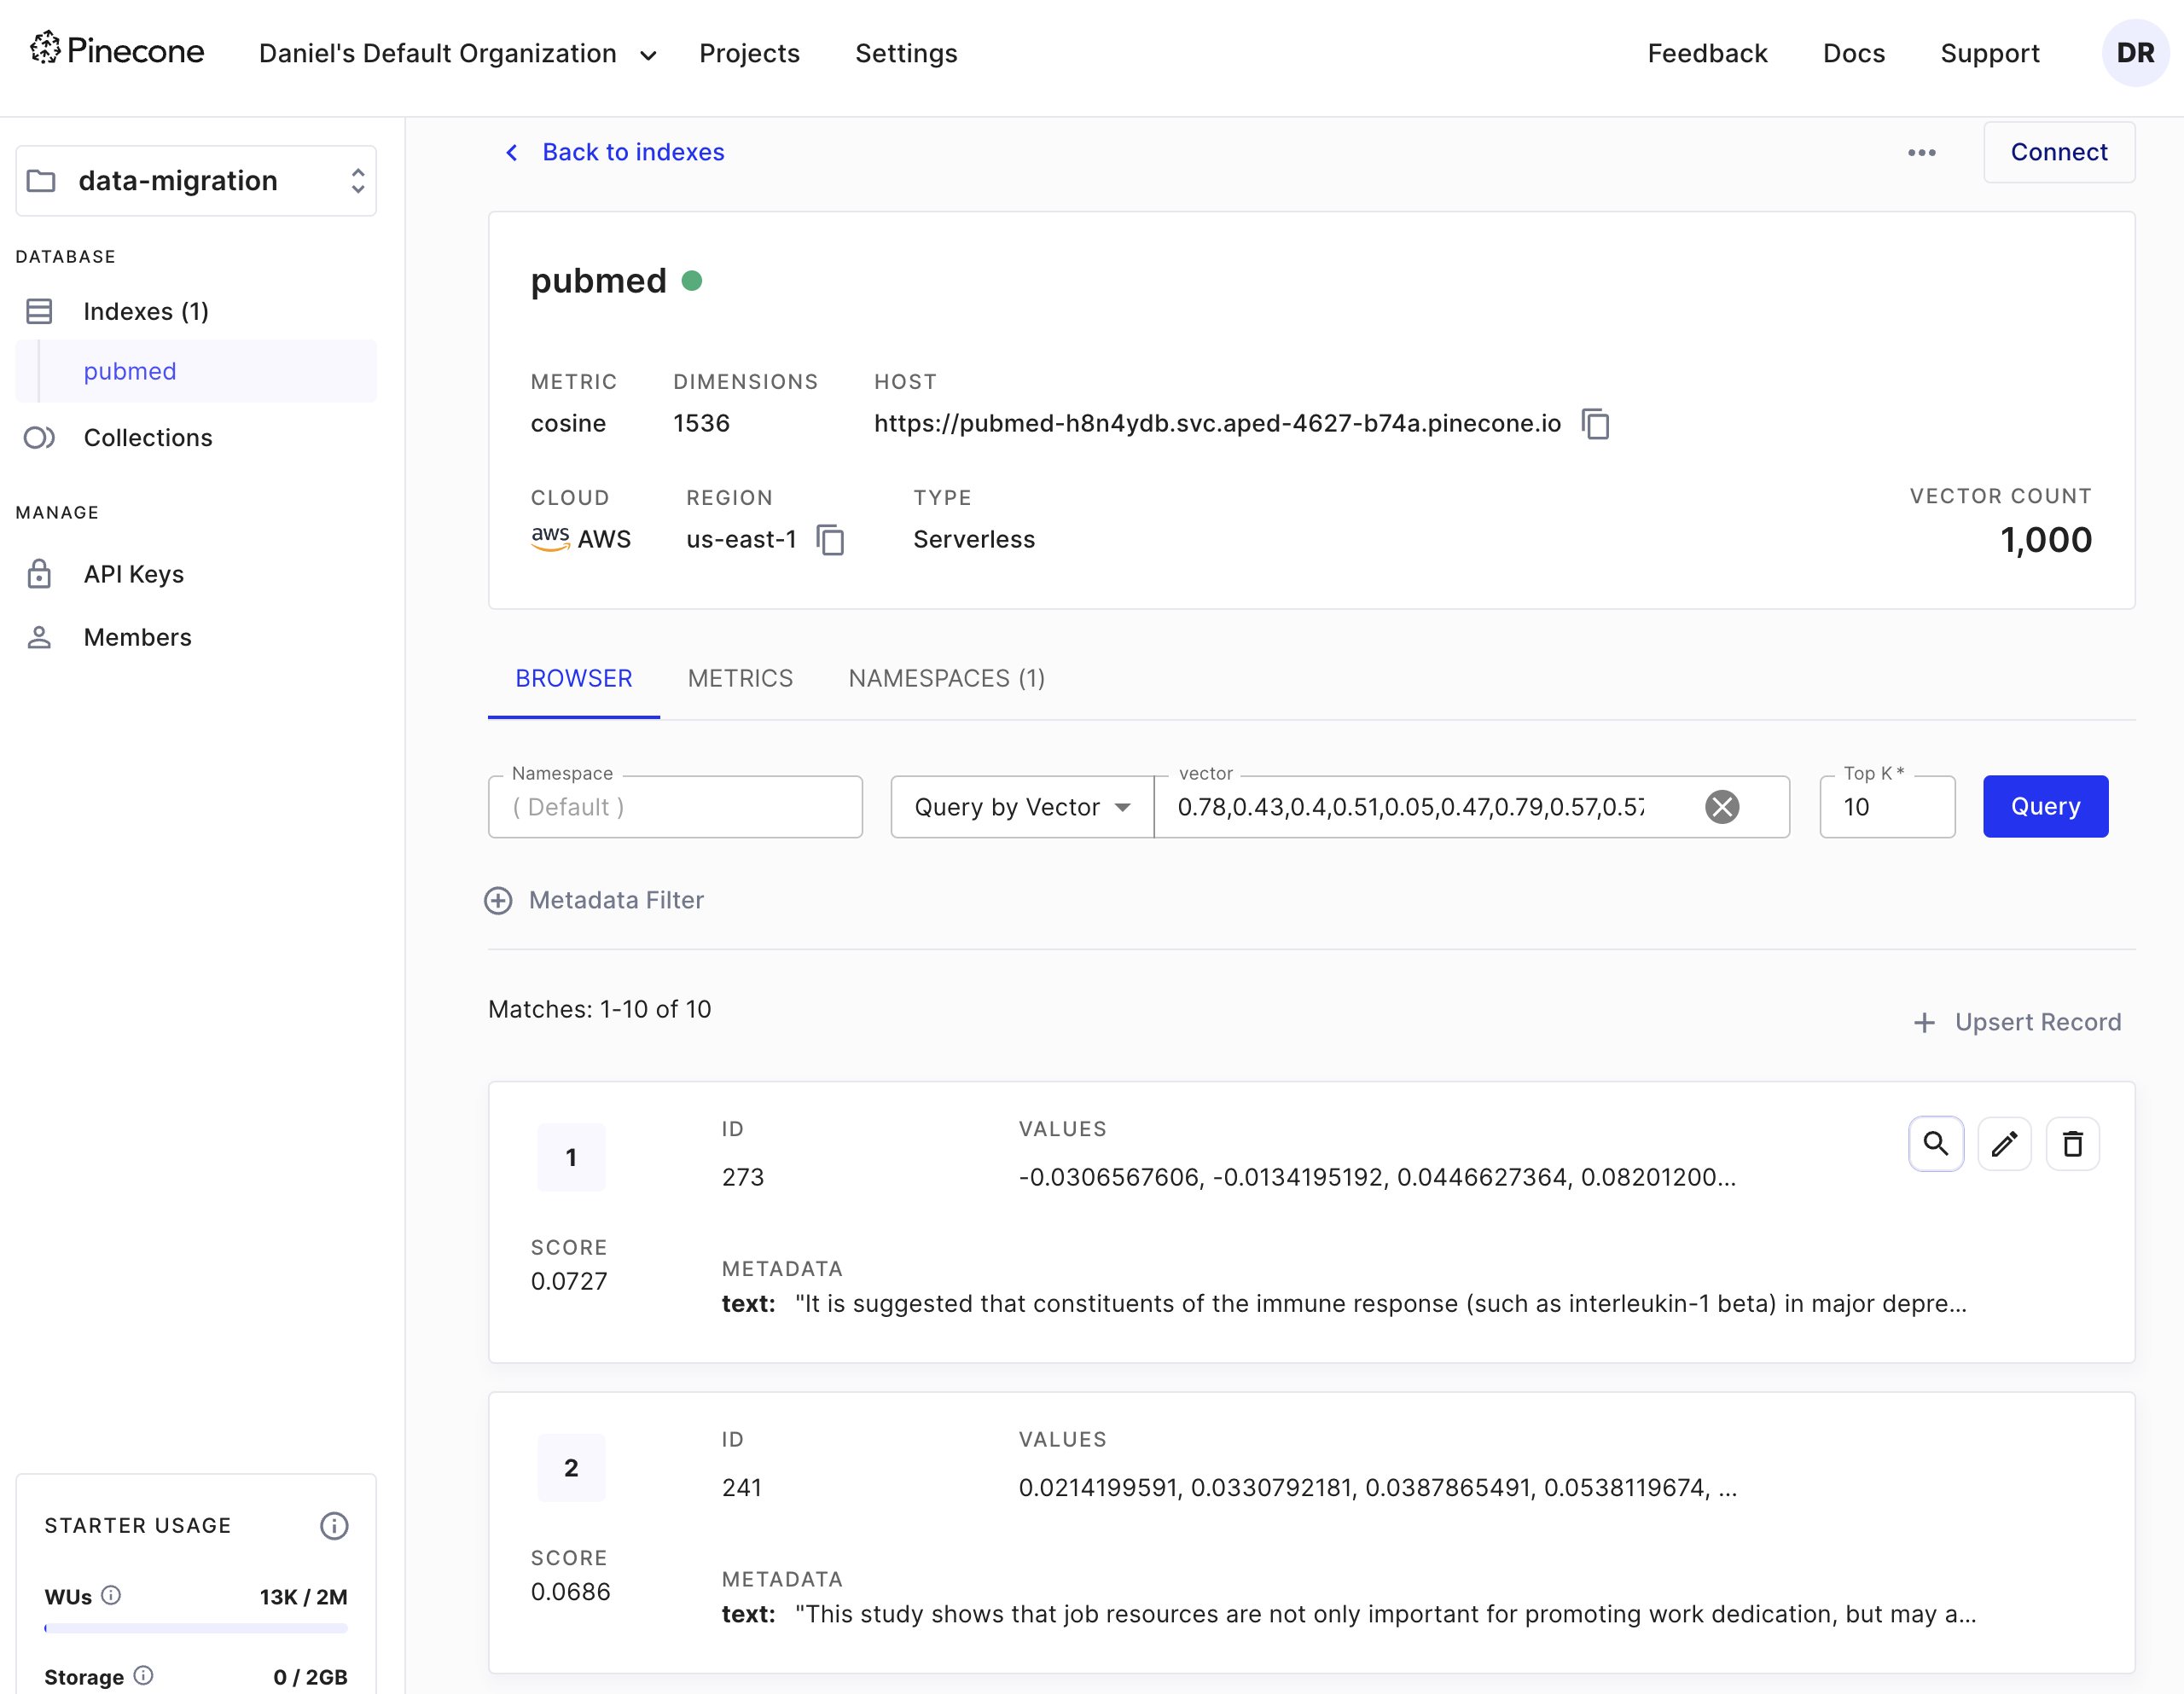 Pinecone
Daniel's Default Organization
Projects
Settings
Feedback
Docs
Support
DR
data-migration
DATABASE
Indexes (1)
pubmed
Collections
MANAGE
API Keys
Members
STARTER USAGE
WUs 13K / 2M
Storage 0 / 2GB
Back to indexes
Connect
pubmed
METRIC DIMENSIONS HOST
cosine 1536 https://pubmed-h8n4ydb.svc.aped-4627-b74a.pinecone.io
CLOUD REGION TYPE VECTOR COUNT
aws AWS us-east-1 Serverless 1,000
BROWSER METRICS NAMESPACES (1)
Namespace vector Top K *
( Default ) Query by Vector 0.78,0.43,0.4,0.51,0.05,0.47,0.79,0.57,0.57 10 Query
Metadata Filter
Matches: 1-10 of 10
Upsert Record
1
ID VALUES
273 -0.0306567606, -0.0134195192, 0.0446627364, 0.08201200...
SCORE
0.0727
METADATA
text: "It is suggested that constituents of the immune response (such as interleukin-1 beta) in major depre...
2
ID VALUES
241 0.0214199591, 0.0330792181, 0.0387865491, 0.0538119674, ...
SCORE
0.0686
METADATA
text: "This study shows that job resources are not only important for promoting work dedication, but may a...